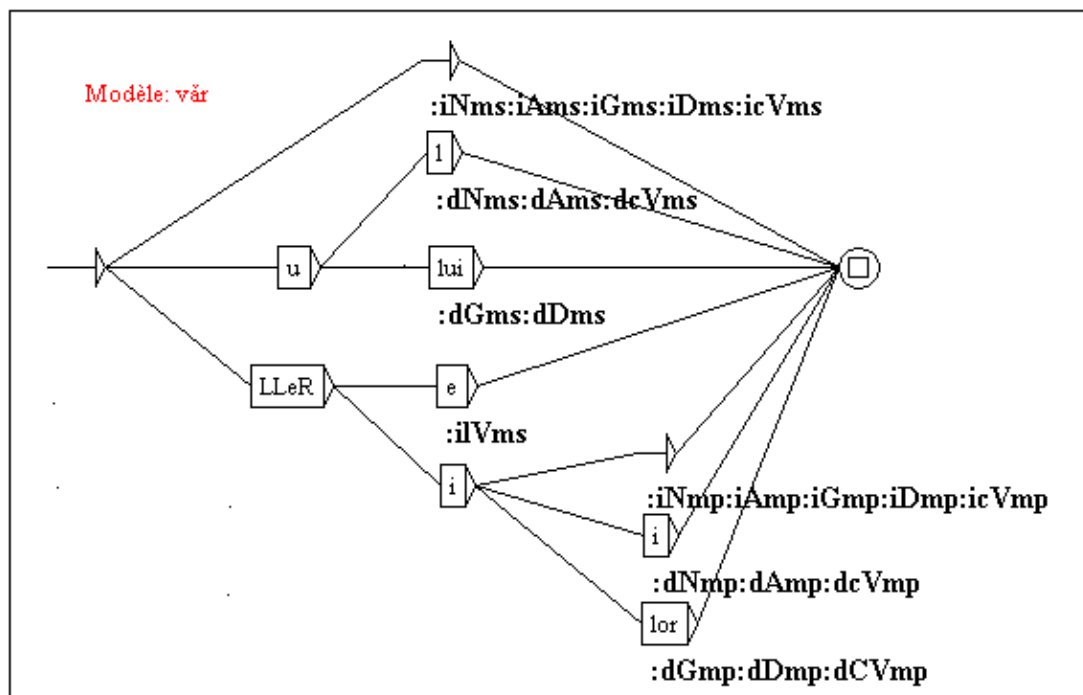 Modèle: văr
:iNms:iAms:iGms:iDms:icVms
l
:dNms:dAms:dcVms
u
lui
:dGms:dDms
LLeR
e
:ilVms
i
:iNmp:iAmp:iGmp:iDmp:icVmp
i
:dNmp:dAmp:dcVmp
lor
:dGmp:dDmp:dCVmp